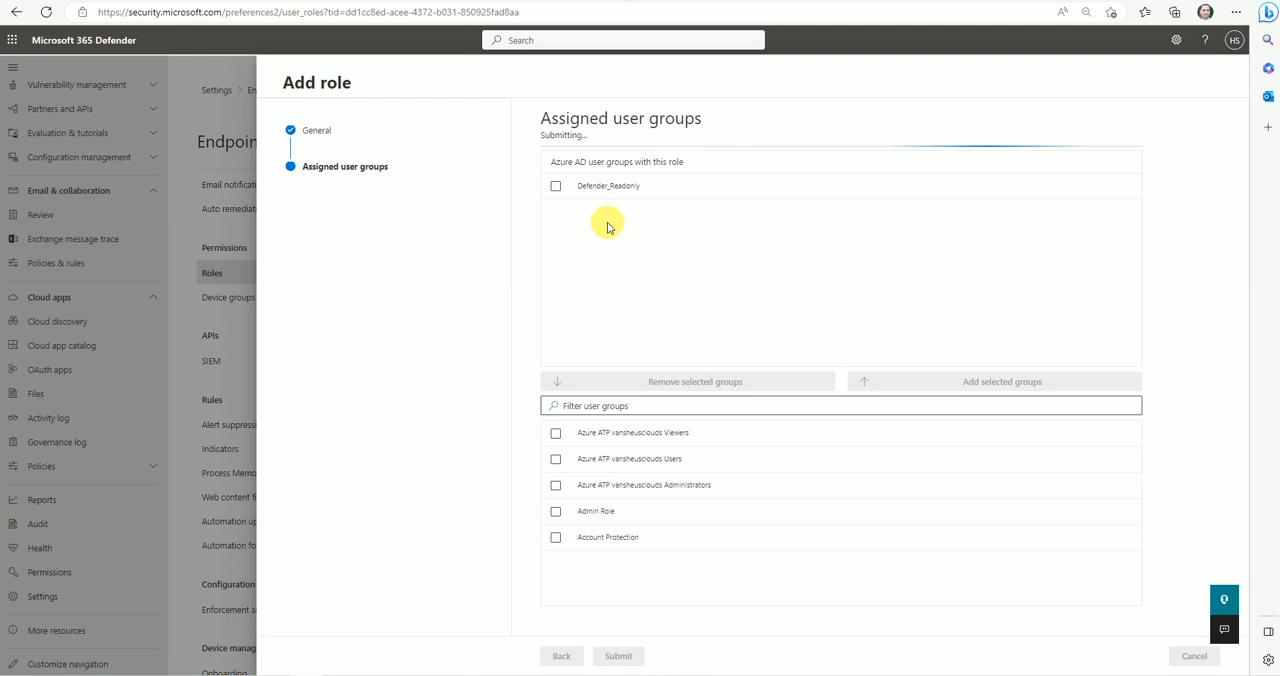 https://security.microsoft.com/preferences2/user_roles?tid=dd1cc8ed-acee-4372-b031-850925fad8aa
Microsoft 365 Defender
Search
HS
Vulnerability management
Partners and APIs
Evaluation & tutorials
Configuration management
Email & collaboration
Review
Exchange message trace
Policies & rules
Cloud apps
Cloud discovery
Cloud app catalog
OAuth apps
Files
Activity log
Governance log
Policies
Reports
Audit
Health
Permissions
Settings
More resources
Customize navigation
Settings > En
Endpoin
Email notificati
Auto remediat
Permissions
Roles
Device groups
APIs
SIEM
Rules
Alert suppressi
Indicators
Process Memo
Web content fi
Automation up
Automation fo
Configuration
Enforcement s
Device manag
Onboarding
Add role
General
Assigned user groups
Assigned user groups
Submitting...
Azure AD user groups with this role
Defender_Readonly
Remove selected groups
Add selected groups
Filter user groups
Azure ATP vansheusclouds Viewers
Azure ATP vansheusclouds Users
Azure ATP vansheusclouds Administrators
Admin Role
Account Protection
Back
Submit
Cancel